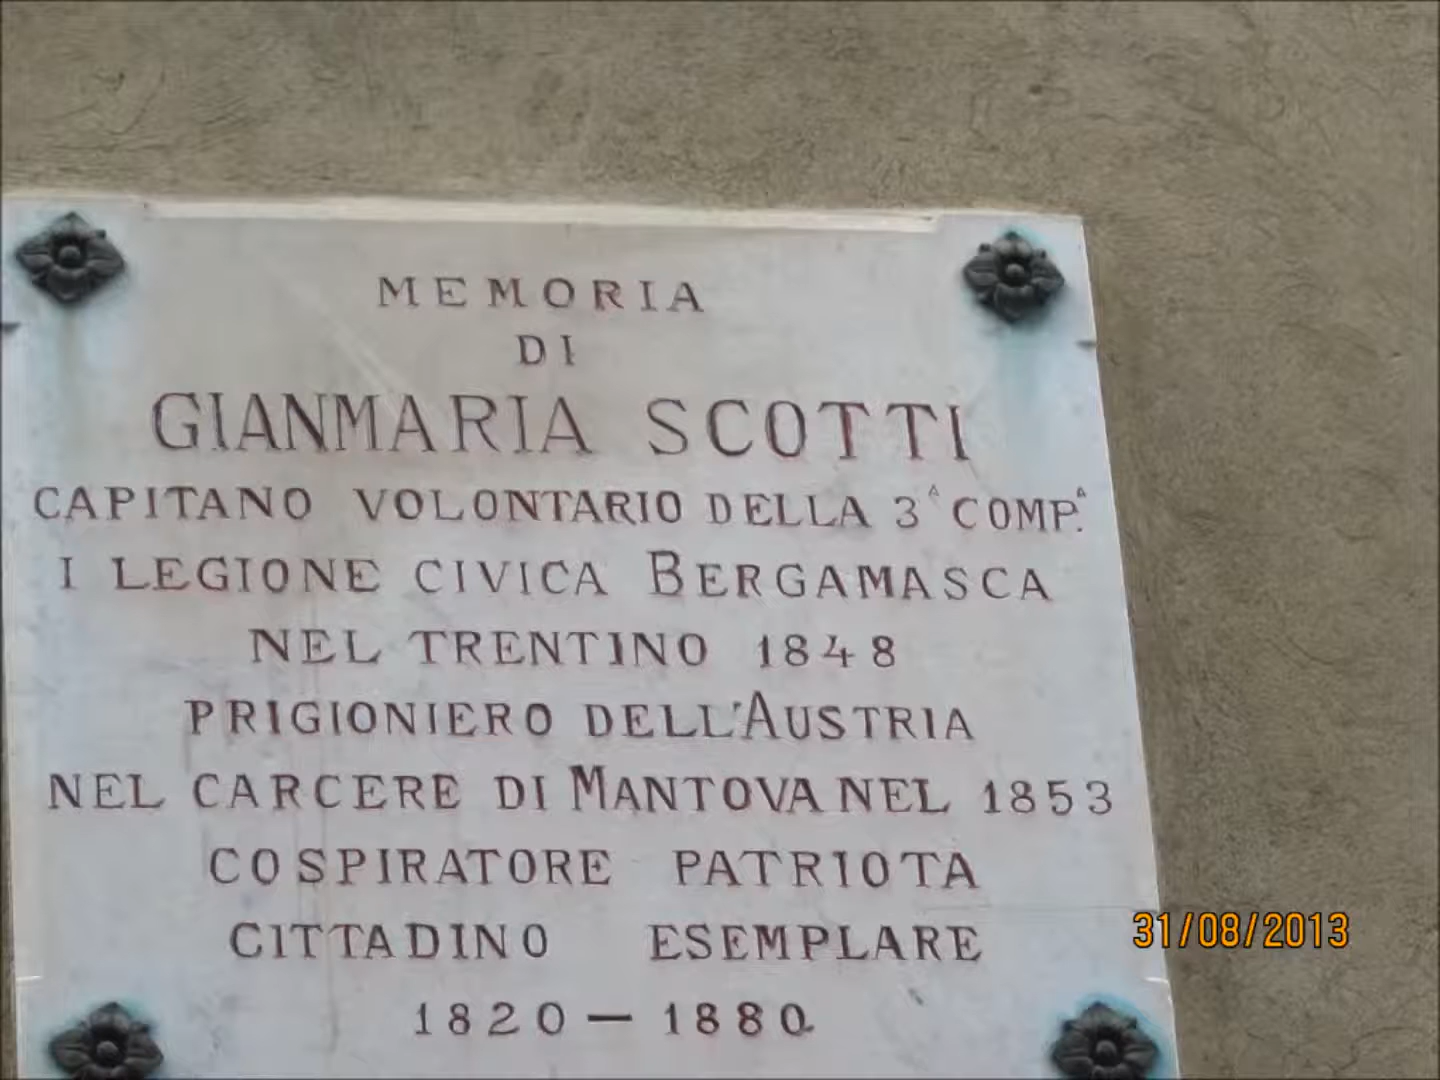 MEMORIA
DI
GIANMARIA SCOTTI
CAPITANO VOLONTARIO DELLA 3ᴬ COMP.ᴬ
I LEGIONE CIVICA BERGAMASCA
NEL TRENTINO 1848
PRIGIONIERO DELL'AUSTRIA
NEL CARCERE DI MANTOVA NEL 1853
COSPIRATORE PATRIOTA
CITTADINO ESEMPLARE
1820 — 1880
31/08/2013